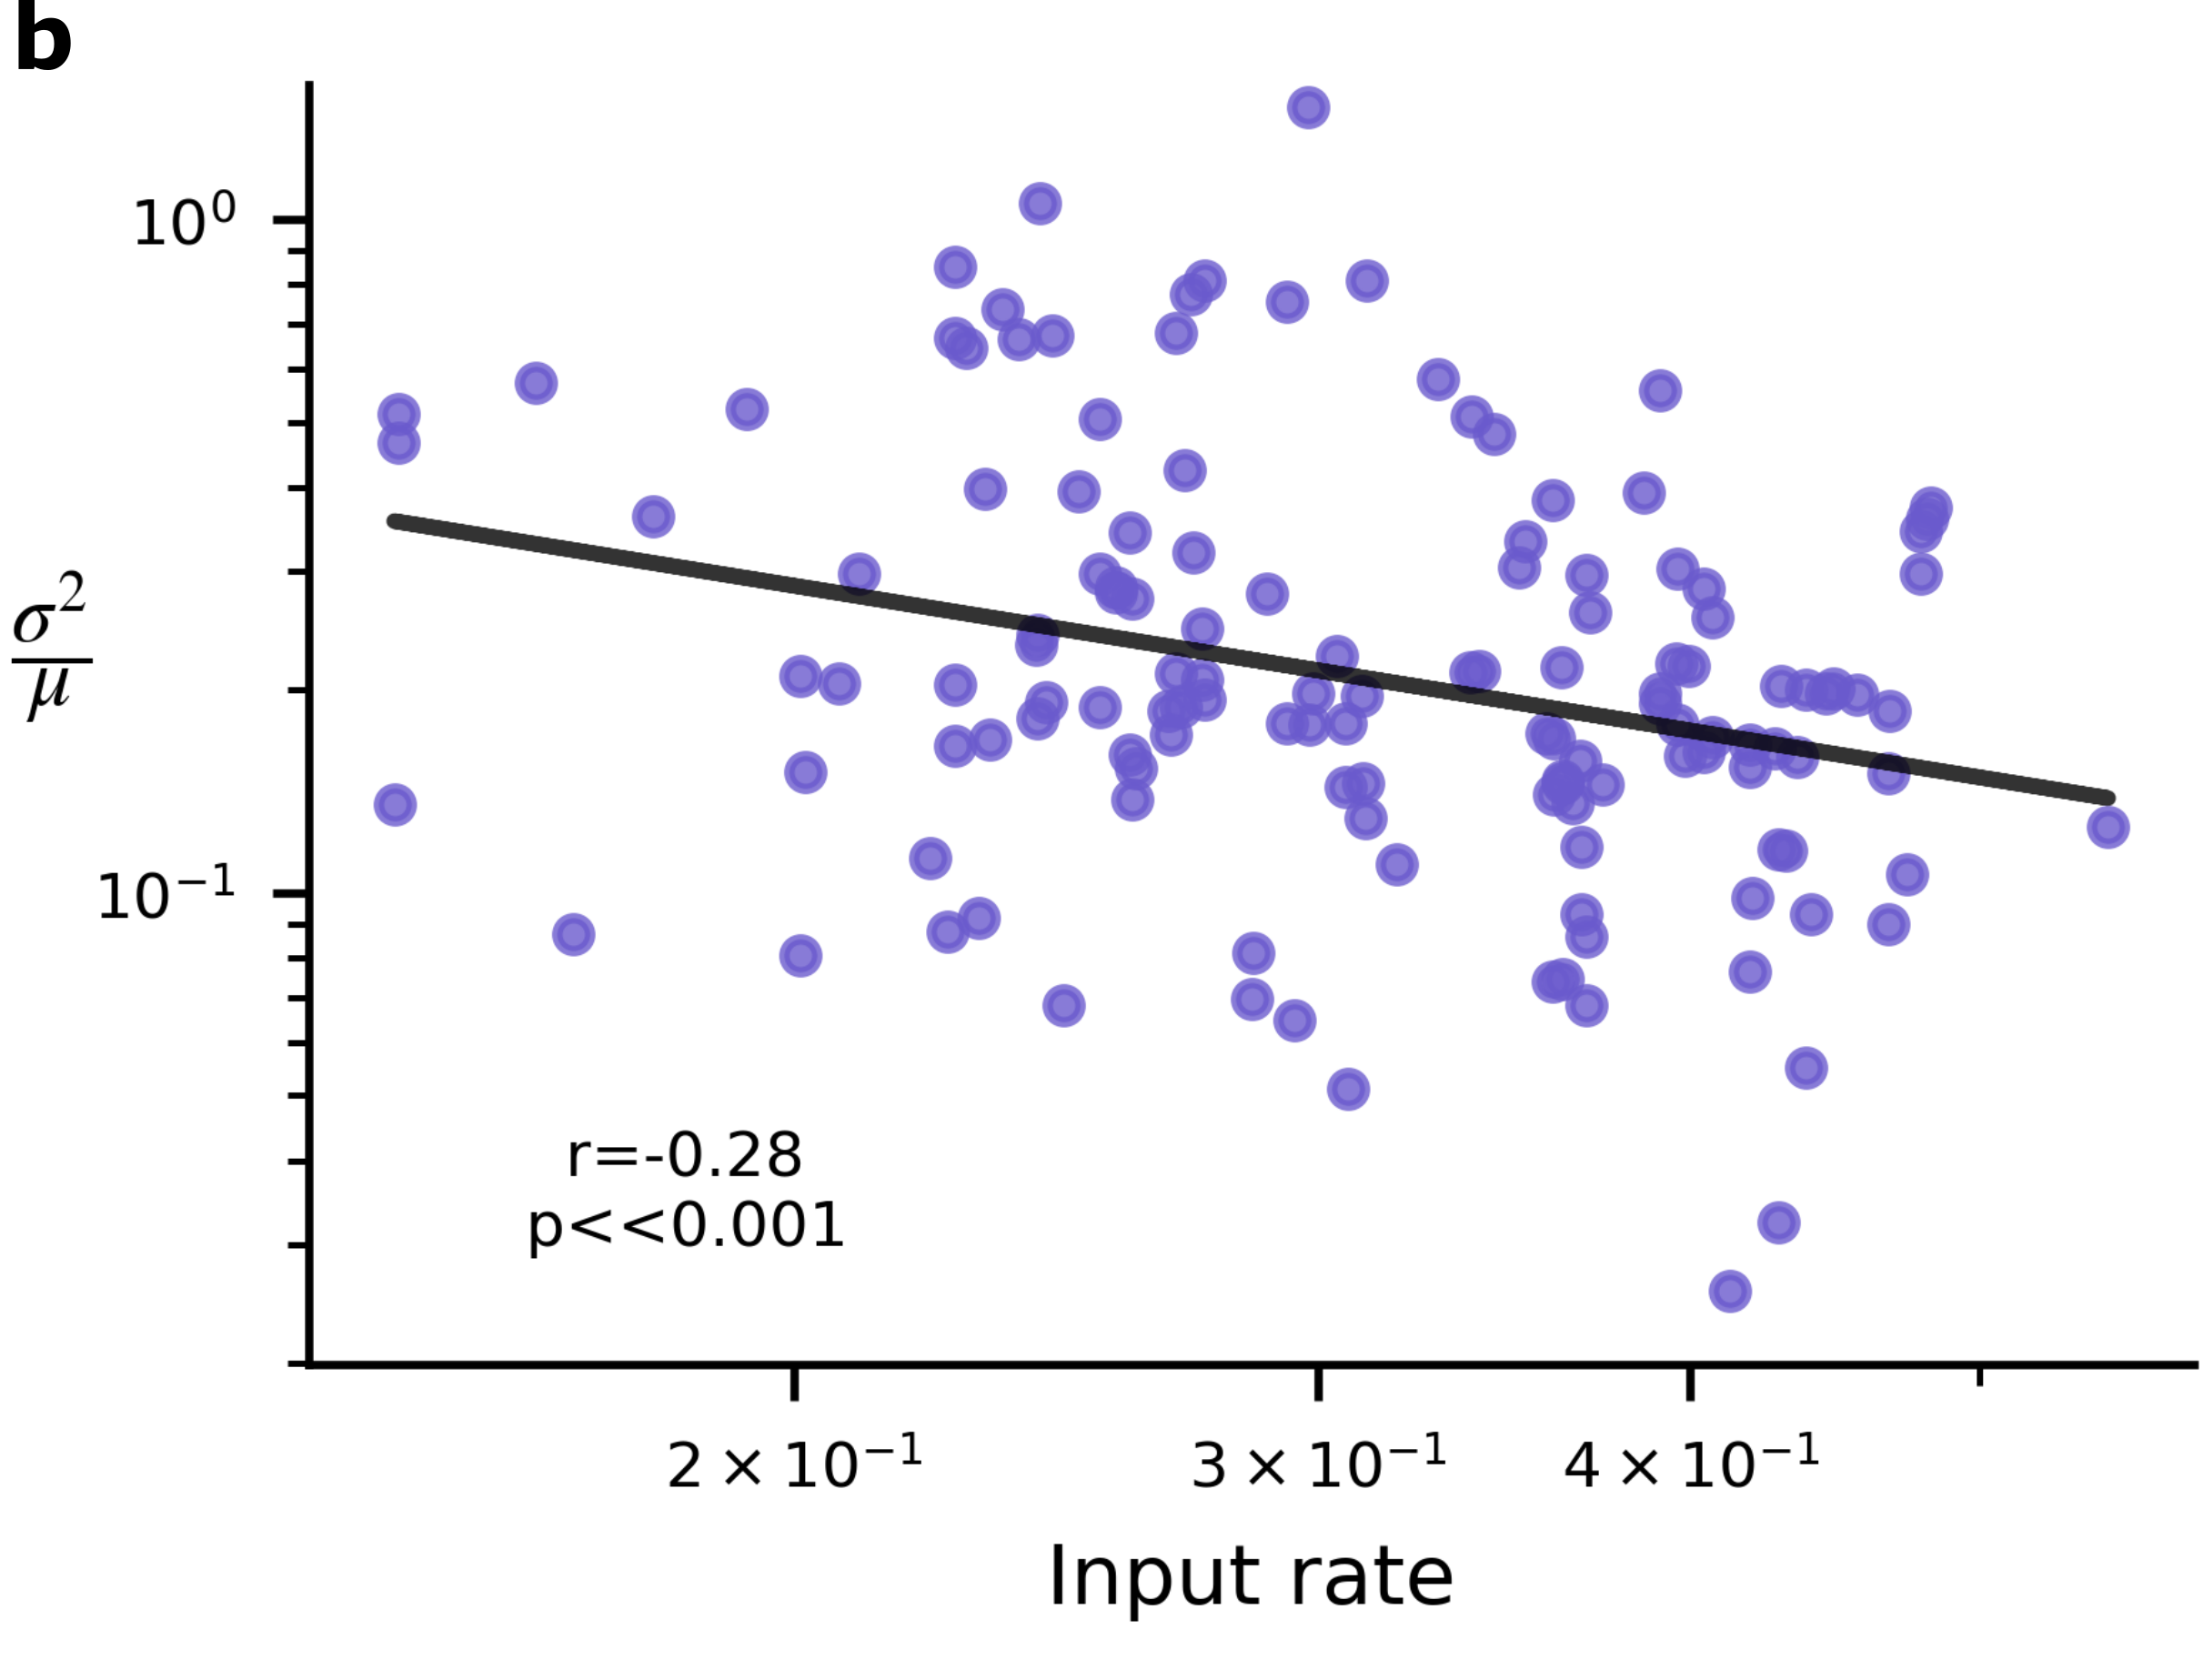 b
10⁰
σ²/μ
10⁻¹
r=-0.28
p<<0.001
2 × 10⁻¹ 3 × 10⁻¹ 4 × 10⁻¹
Input rate